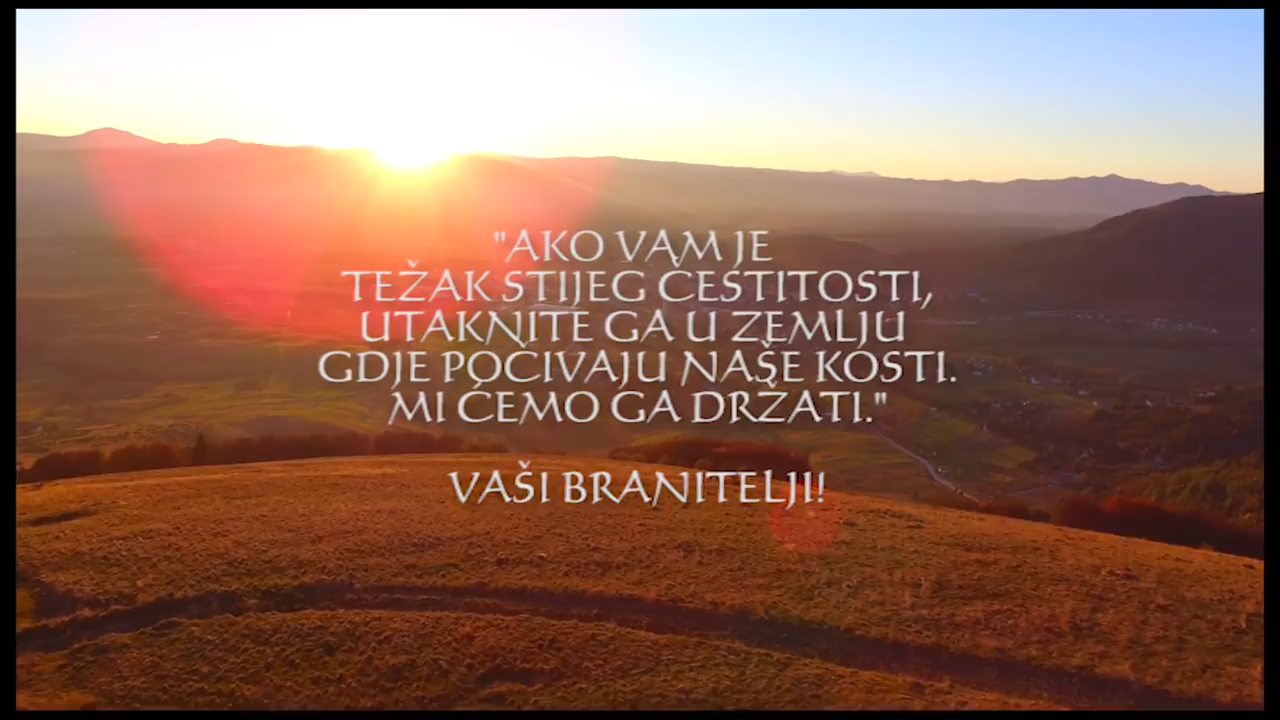 "AKO VAM JE
TEŽAK STIJEG ČESTITOSTI,
UTAKNITE GA U ZEMLJU
GDJE POČIVAJU NAŠE KOSTI.
MI ĆEMO GA DRŽATI."
VAŠI BRANITELJI!